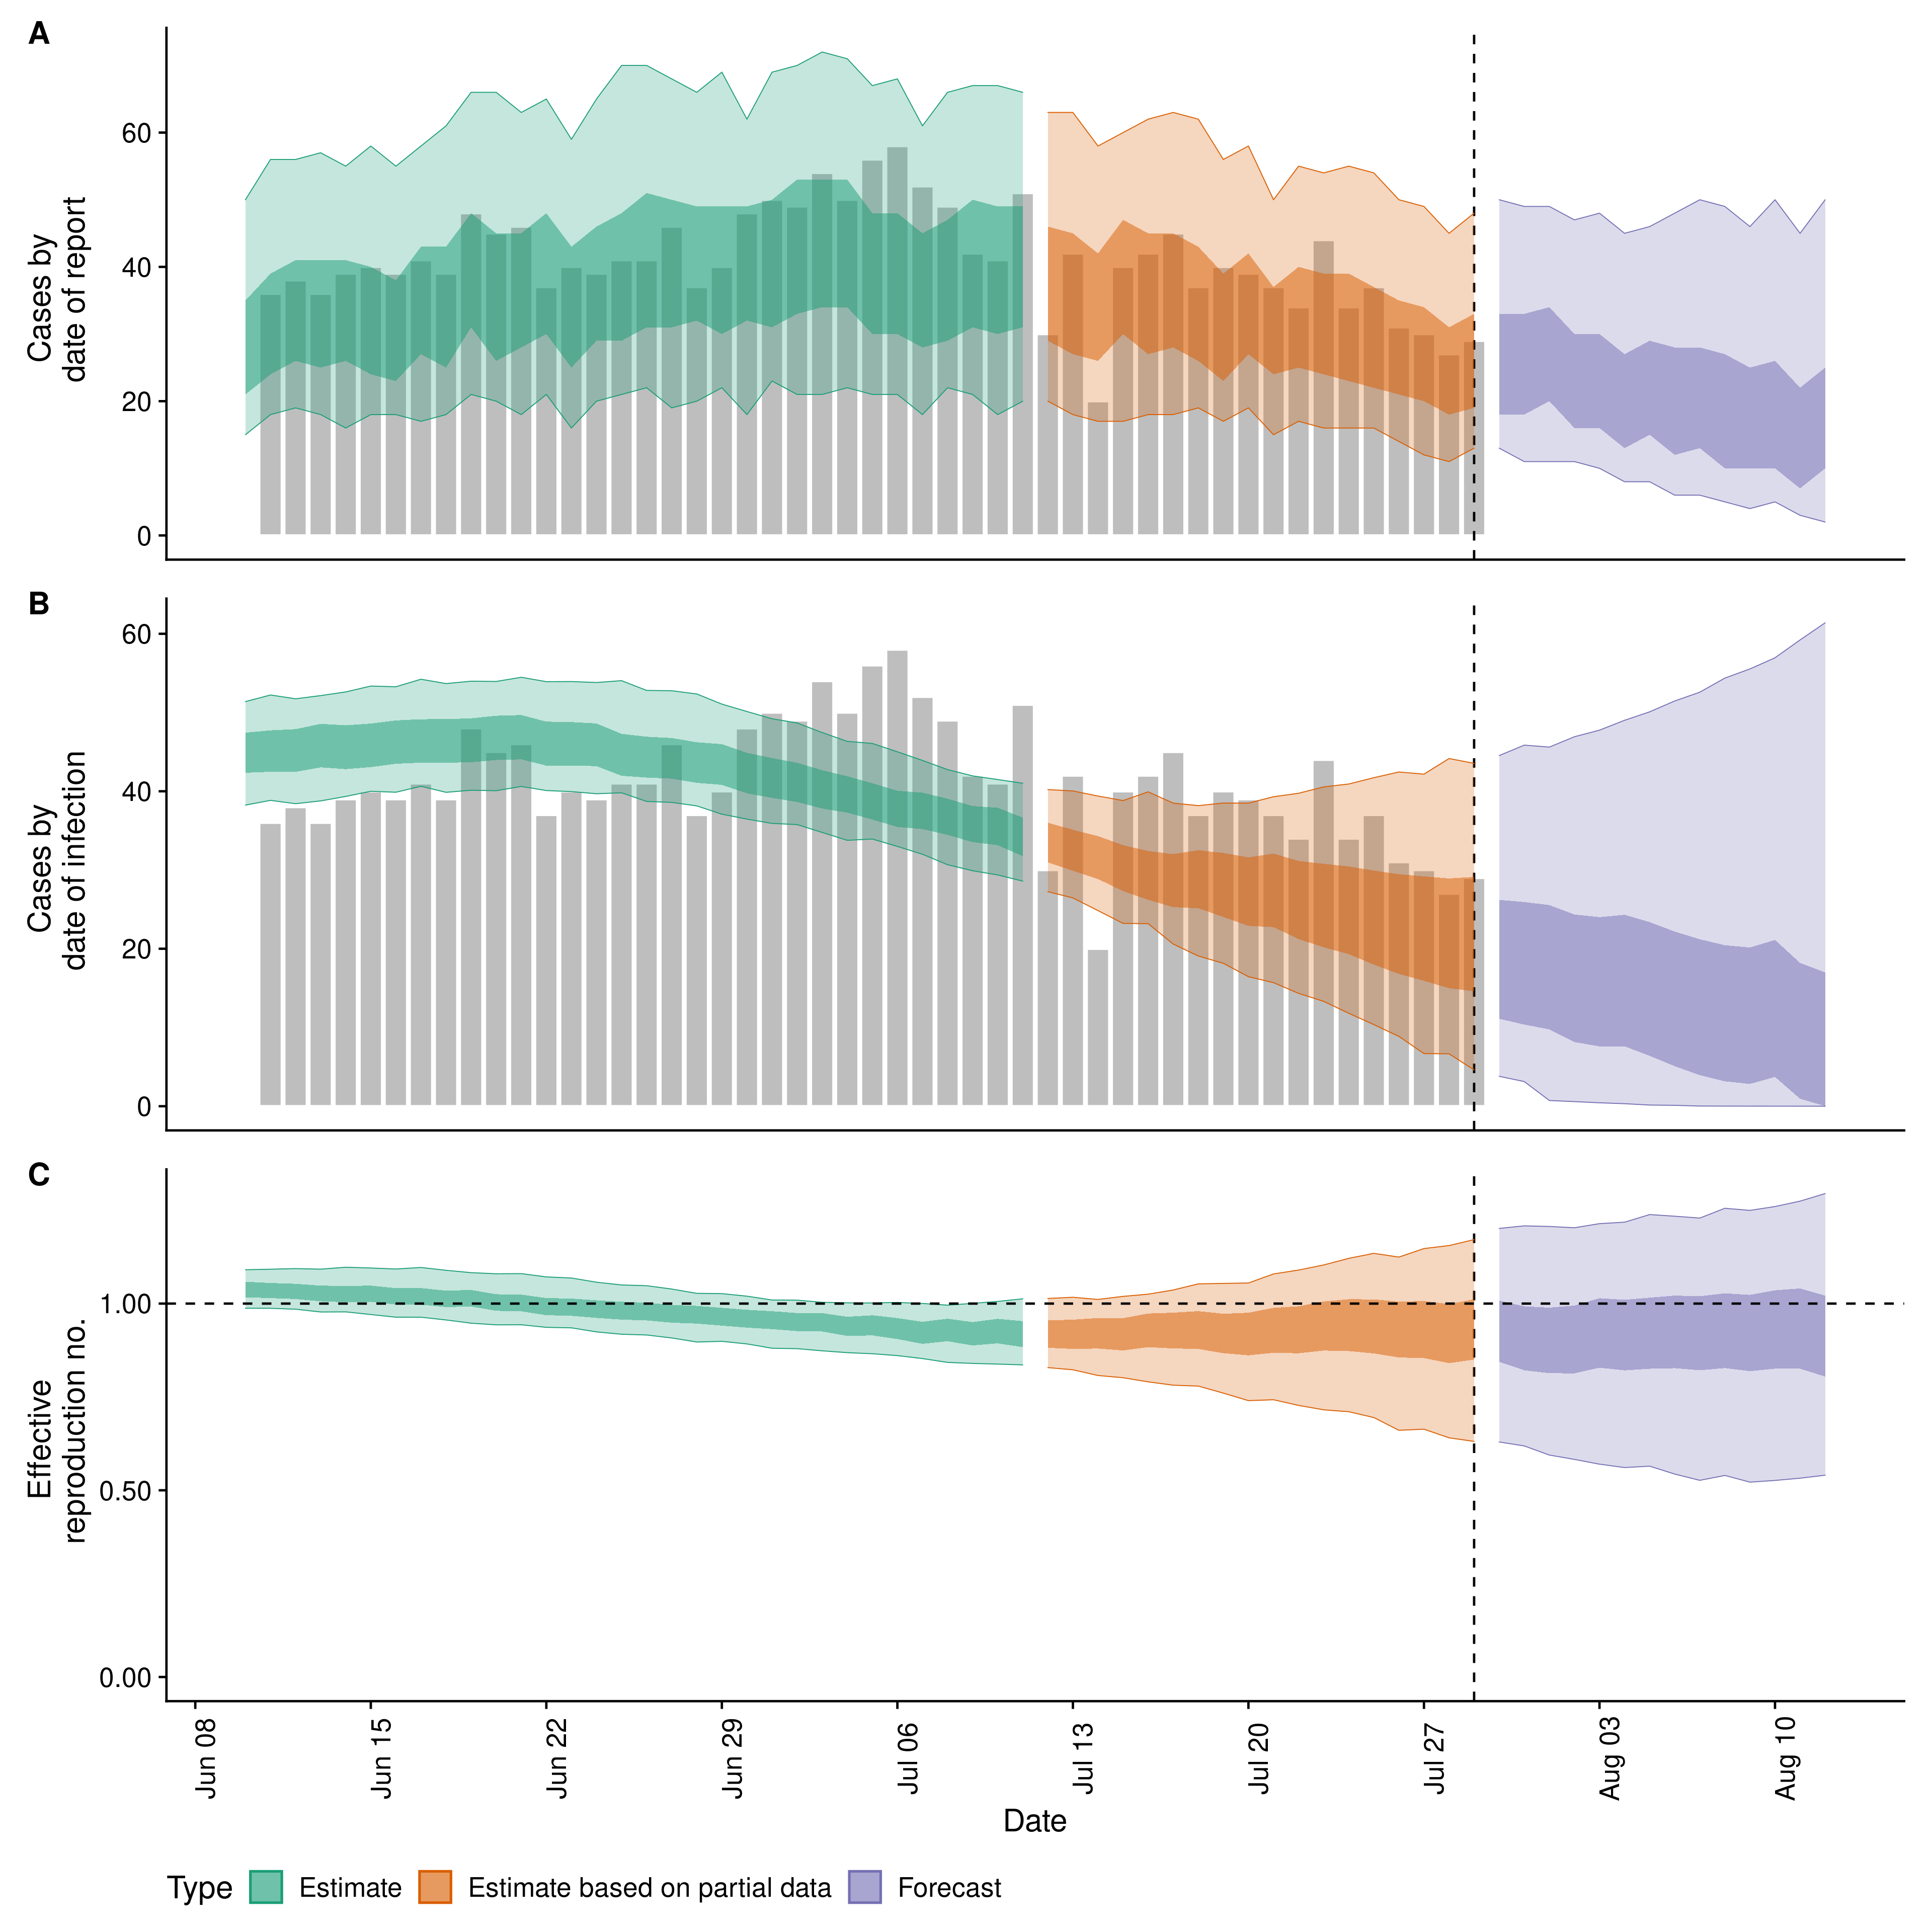 A
Cases by
date of report
60
40
20
0
B
Cases by
date of infection
60
40
20
0
C
Effective
reproduction no.
1.00
0.50
0.00
Jun 08
Jun 15
Jun 22
Jun 29
Jul 06
Jul 13
Jul 20
Jul 27
Aug 03
Aug 10
Date
Type Estimate Estimate based on partial data Forecast